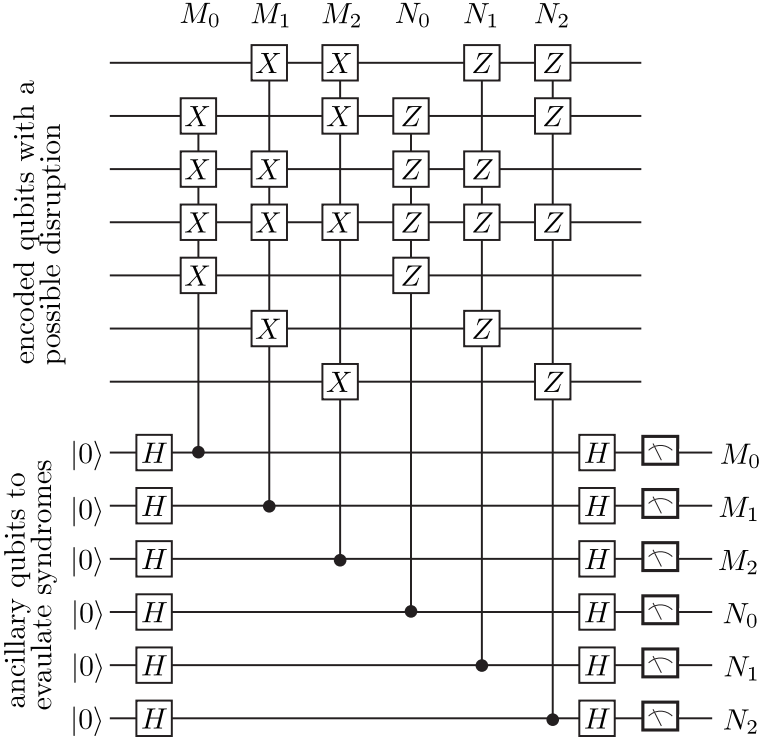 M₀ M₁ M₂ N₀ N₁ N₂
encoded qubits with a
possible disruption
X X Z Z
X X Z Z
X X Z Z
X X X Z Z Z
X Z
X Z
X Z
ancillary qubits to
evaulate syndromes
|0⟩ H H M₀
|0⟩ H H M₁
|0⟩ H H M₂
|0⟩ H H N₀
|0⟩ H H N₁
|0⟩ H H N₂